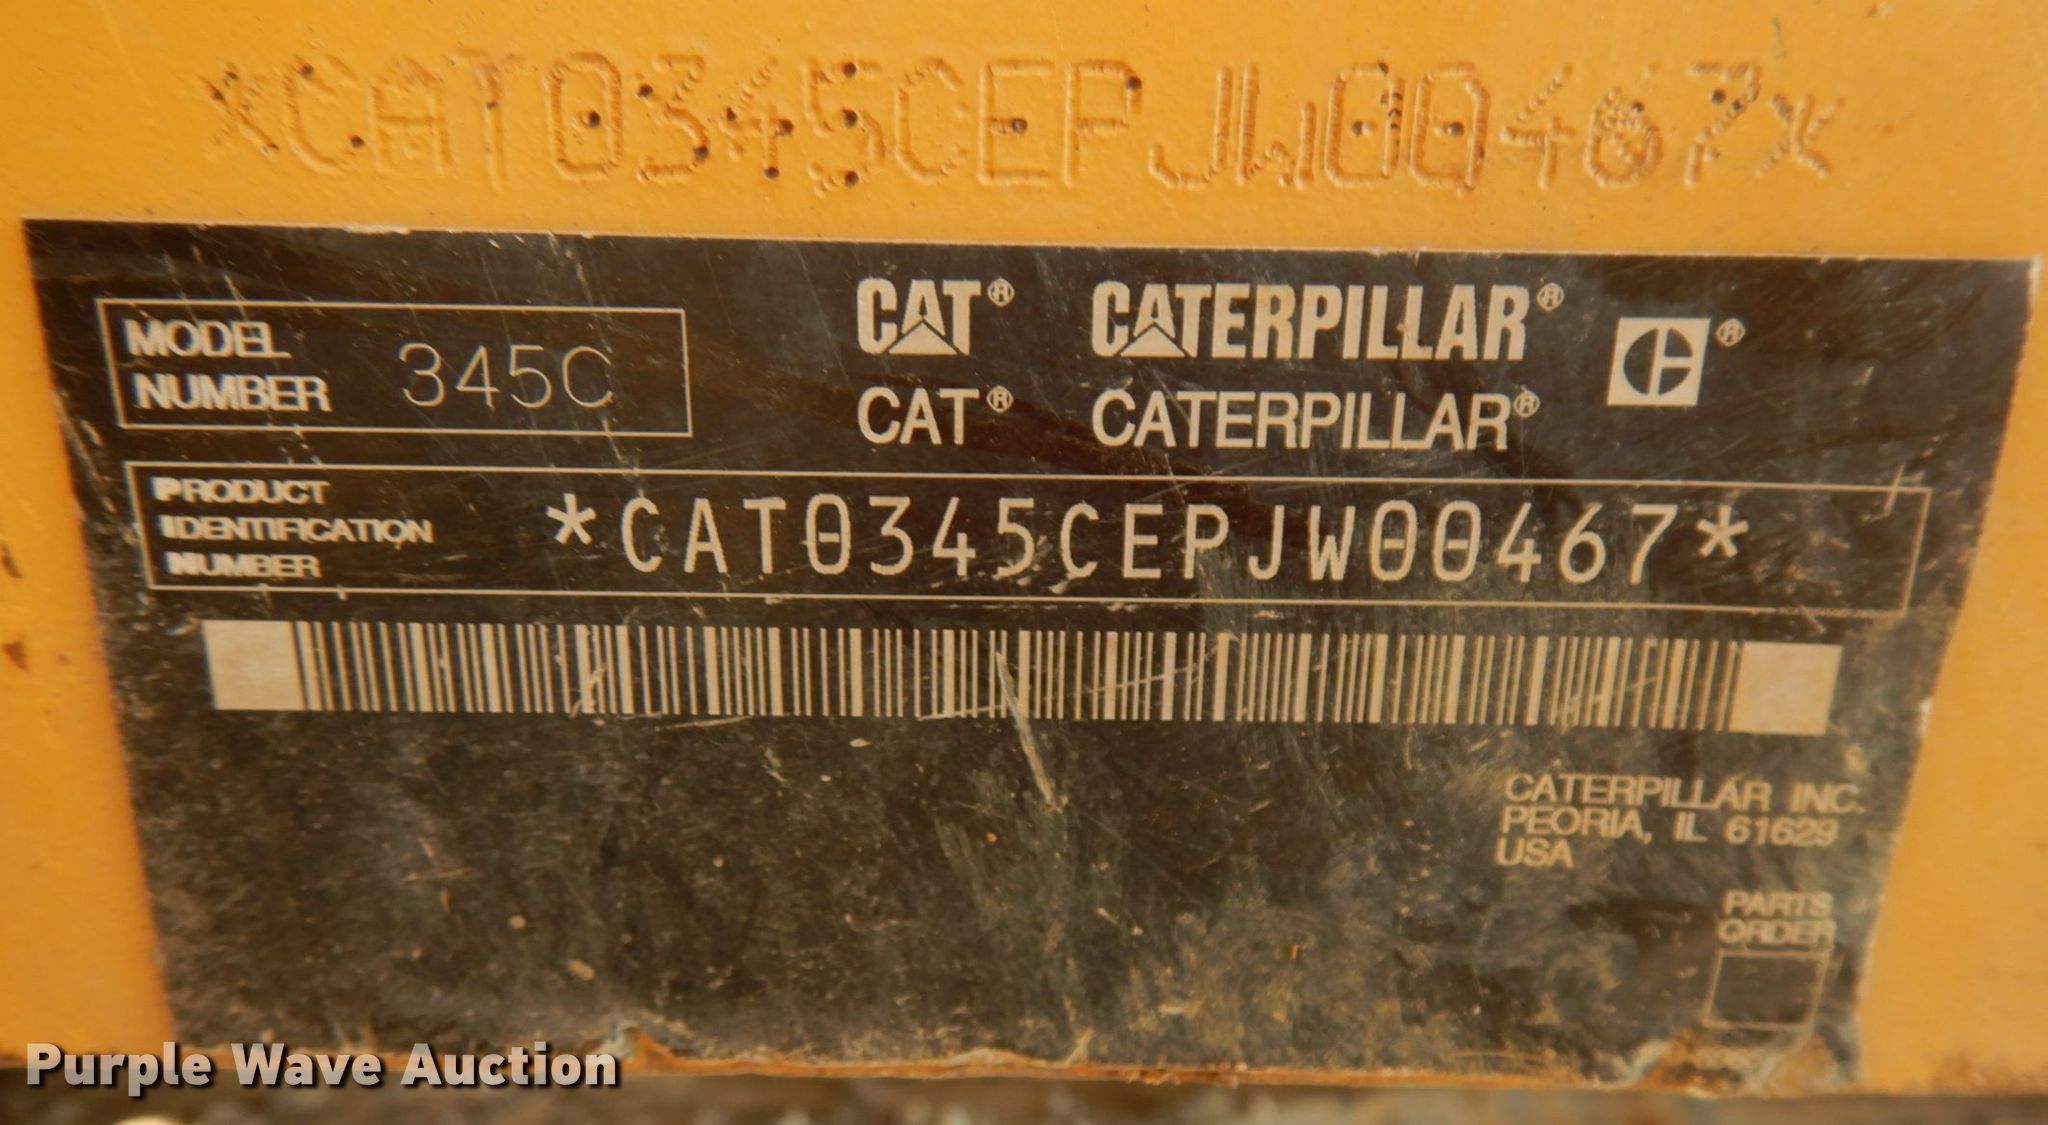 *CAT0345CEPJW00467*
MODEL
NUMBER
345C
CAT® CATERPILLAR® ®
CAT® CATERPILLAR®
PRODUCT
IDENTIFICATION
NUMBER
*CAT0345CEPJW00467*
CATERPILLAR INC.
PEORIA, IL 61629
USA
PARTS
ORDER
Purple Wave Auction